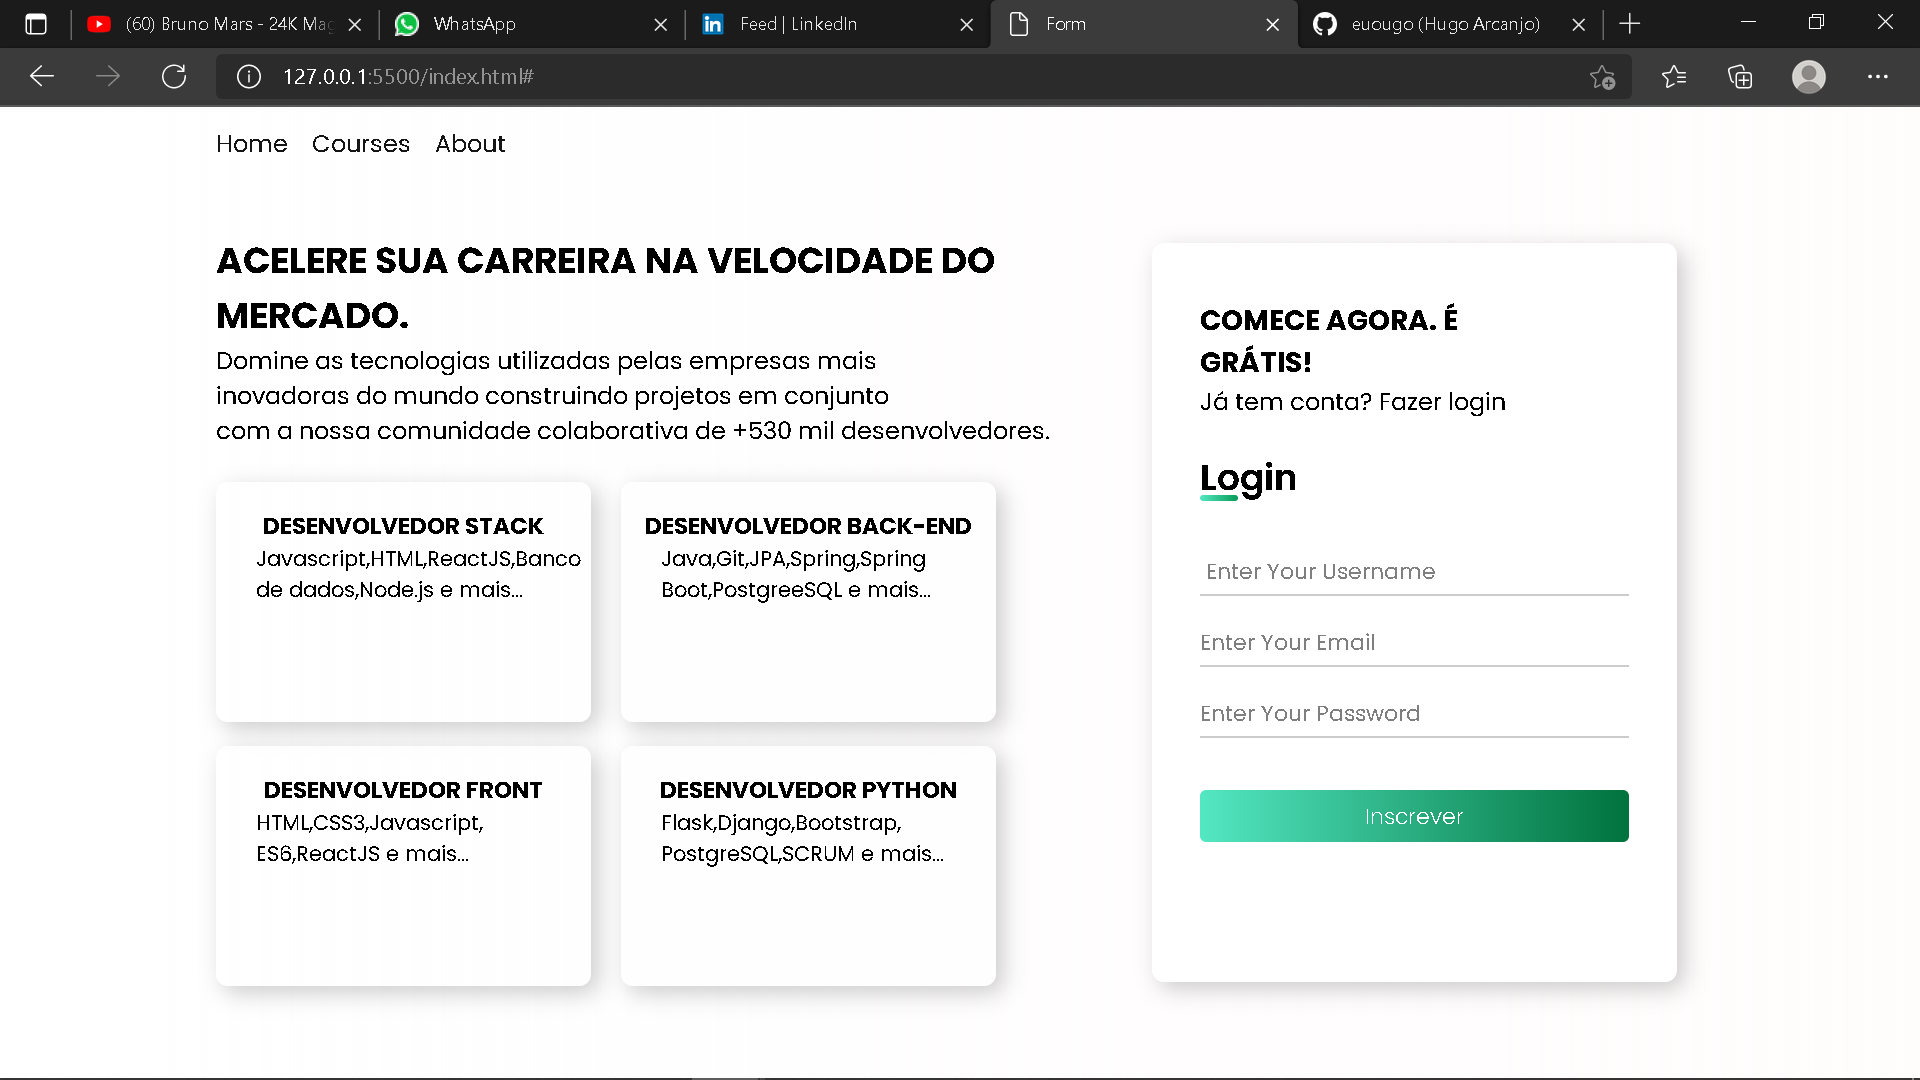 (60) Bruno Mars - 24K Mag
WhatsApp
Feed | LinkedIn
Form
euougo (Hugo Arcanjo)
127.0.0.1:5500/index.html#
Home Courses About
ACELERE SUA CARREIRA NA VELOCIDADE DO
MERCADO.
Domine as tecnologias utilizadas pelas empresas mais
inovadoras do mundo construindo projetos em conjunto
com a nossa comunidade colaborativa de +530 mil desenvolvedores.
DESENVOLVEDOR STACK
Javascript,HTML,ReactJS,Banco
de dados,Node.js e mais...
DESENVOLVEDOR BACK-END
Java,Git,JPA,Spring,Spring
Boot,PostgreeSQL e mais...
DESENVOLVEDOR FRONT
HTML,CSS3,Javascript,
ES6,ReactJS e mais...
DESENVOLVEDOR PYTHON
Flask,Django,Bootstrap,
PostgreSQL,SCRUM e mais...
COMECE AGORA. É
GRÁTIS!
Já tem conta? Fazer login
Login
Enter Your Username
Enter Your Email
Enter Your Password
Inscrever